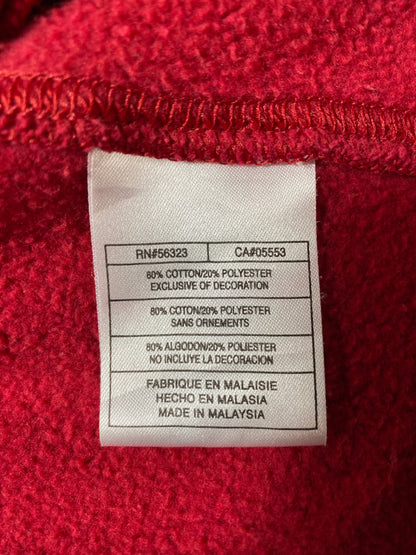 RN#56323 CA#05553
80% COTTON/20% POLYESTER
EXCLUSIVE OF DECORATION
80% COTON/20% POLYESTER
SANS ORNEMENTS
80% ALGODON/20% POLIESTER
NO INCLUYE LA DECORACION
FABRIQUE EN MALAISIE
HECHO EN MALASIA
MADE IN MALAYSIA